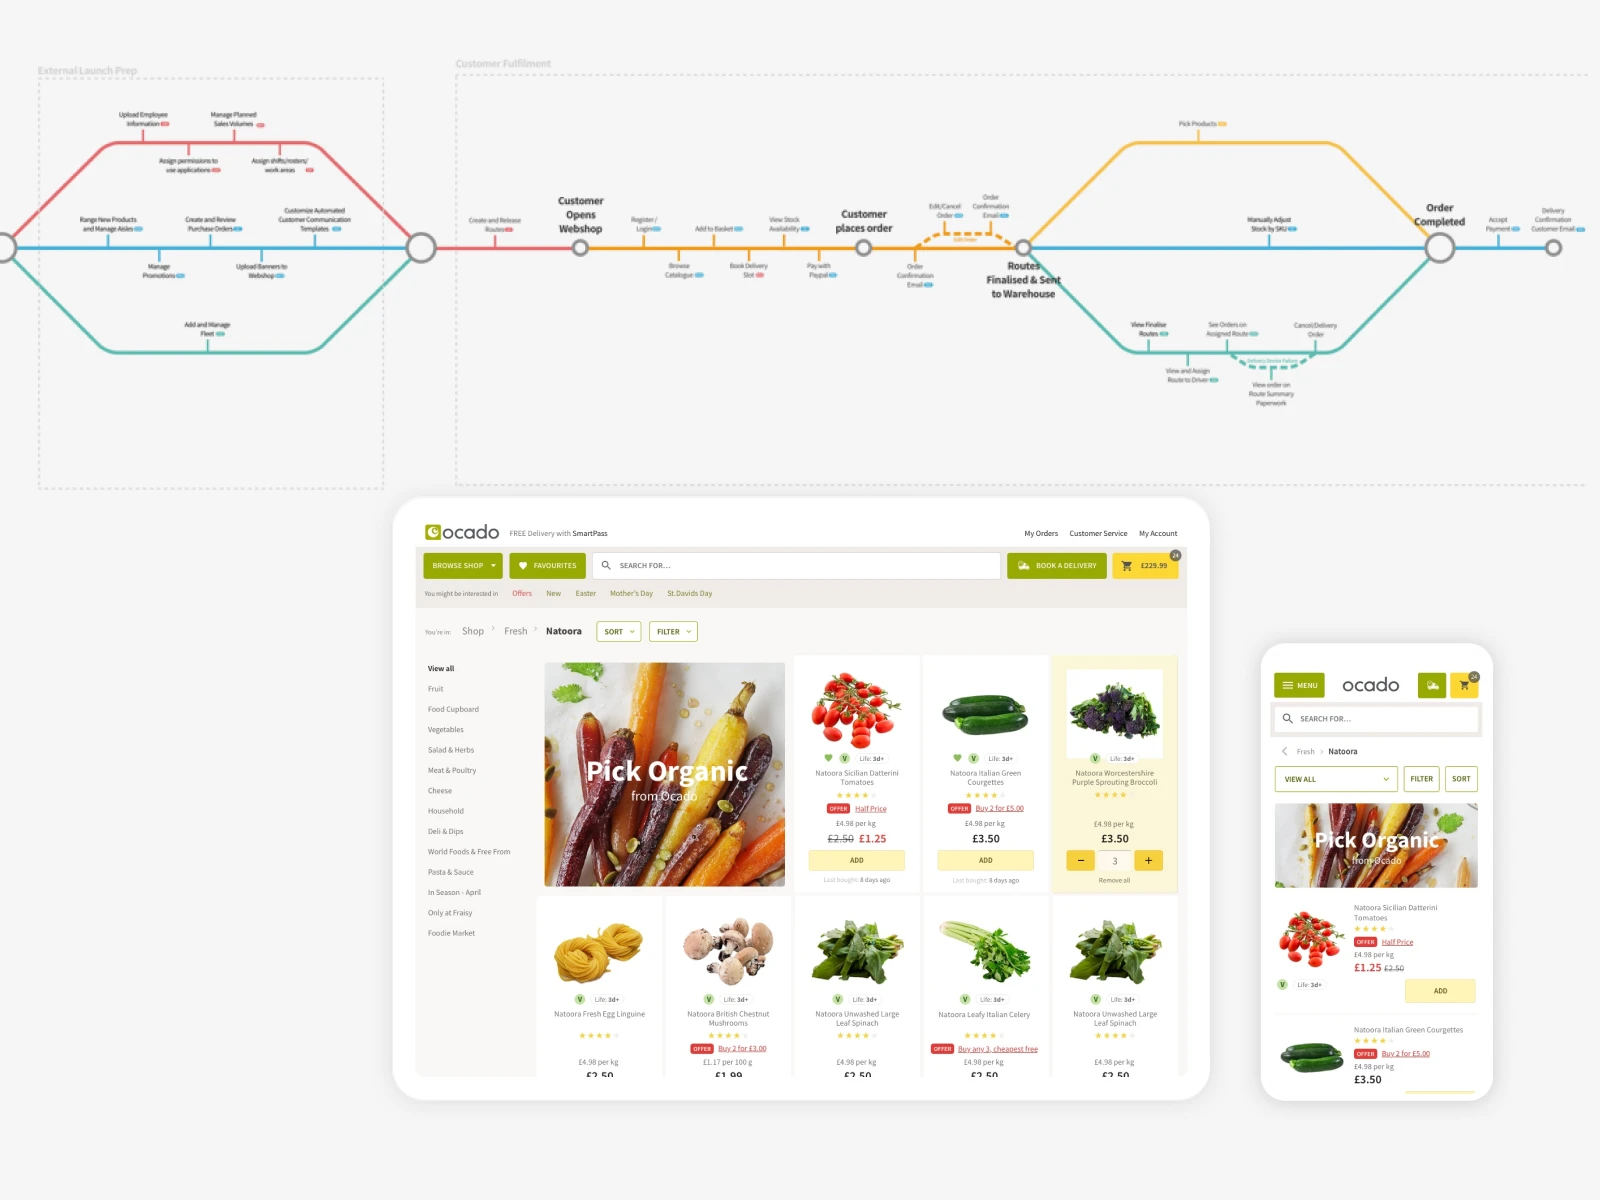 External Launch Prep
Upload Employee
Information
Manage Planned
Sales Volumes
Assign permissions to
use applications
Assign shifts/rosters/
work areas
Range New Products
and Manage Aisles
Create and Review
Purchase Orders
Customize Automated
Customer Communication
Templates
Manage
Promotions
Upload Banners to
Webshop
Add and Manage
Fleet
Customer Fulfilment
Create and Release
Routes
Customer
Opens
Webshop
Register /
Login
Browse
Catalogue
Add to Basket
Book Delivery
Slot
View Stock
Availability
Pay with
Paypal
Customer
places order
Order
Confirmation
Email
Edit/Cancel
Order
Order
Confirmation
Email
Edit Order
Routes
Finalised & Sent
to Warehouse
Pick Products
Manually Adjust
Stock by SKU
View Finalise
Routes
View and Assign
Route to Driver
See Orders on
Assigned Route
Cancel/Delivery
Order
Delivery Device Failure
View order on
Route Summary
Paperwork
Order
Completed
Accept
Payment
Delivery
Confirmation
Customer Email
ocado
FREE Delivery with SmartPass
My Orders
Customer Service
My Account
BROWSE SHOP
FAVOURITES
SEARCH FOR...
BOOK A DELIVERY
£229.99
24
You might be interested in
Offers
New
Easter
Mother's Day
St.Davids Day
You're in:
Shop
Fresh
Natoora
SORT
FILTER
View all
Fruit
Food Cupboard
Vegetables
Salad & Herbs
Meat & Poultry
Cheese
Household
Deli & Dips
World Foods & Free From
Pasta & Sauce
In Season - April
Only at Fraisy
Foodie Market
Pick Organic
from Ocado
V Life: 3d+
Natoora Sicilian Datterini
Tomatoes
OFFER Half Price
£4.98 per kg
£2.50 £1.25
ADD
Last bought: 8 days ago
V Life: 3d+
Natoora Italian Green
Courgettes
OFFER Buy 2 for £5.00
£4.98 per kg
£3.50
ADD
Last bought: 8 days ago
V Life: 3d+
Natoora Worcestershire
Purple Sprouting Broccoli
£4.98 per kg
£3.50
− 3 +
Remove all
V Life: 3d+
Natoora Fresh Egg Linguine
£4.98 per kg
£2.50
V Life: 3d+
Natoora British Chestnut
Mushrooms
OFFER Buy 2 for £3.00
£1.17 per 100 g
£1.99
V Life: 3d+
Natoora Unwashed Large
Leaf Spinach
£4.98 per kg
£2.50
V Life: 3d+
Natoora Leafy Italian Celery
OFFER Buy any 3, cheapest free
£4.98 per kg
£2.50
V Life: 3d+
Natoora Unwashed Large
Leaf Spinach
£4.98 per kg
£2.50
MENU
ocado
24
SEARCH FOR...
Fresh
Natoora
VIEW ALL
FILTER
SORT
Pick Organic
from Ocado
Natoora Sicilian Datterini
Tomatoes
OFFER Half Price
£4.98 per kg
£1.25 £2.50
V Life: 3d+
ADD
Natoora Italian Green Courgettes
OFFER Buy 2 for £5.00
£4.98 per kg
£3.50